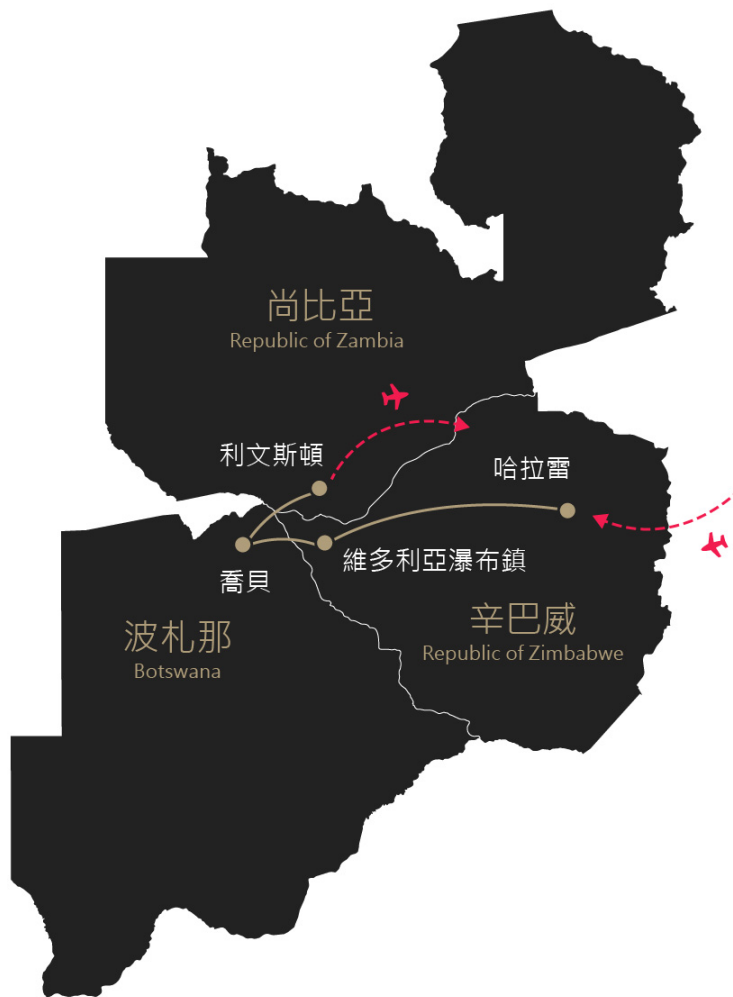 尚比亞
Republic of Zambia
利文斯頓
哈拉雷
維多利亞瀑布鎮
喬貝
辛巴威
Republic of Zimbabwe
波札那
Botswana